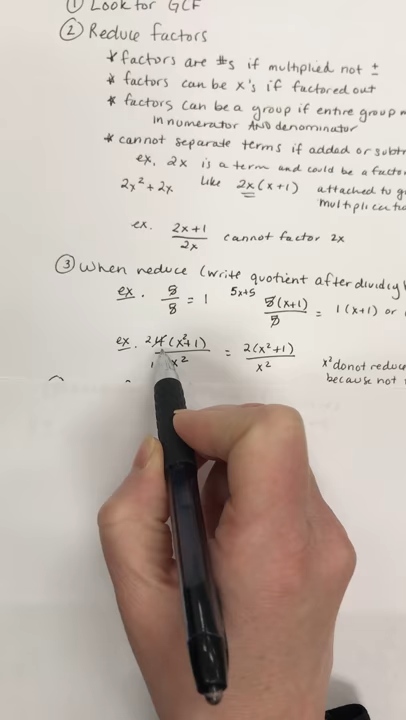 ① Look for GCF
② Reduce factors
* factors are #s if multiplied not ±
* factors can be x's if factored out
* factors can be a group if entire group
in numerator AND denominator
* cannot separate terms if added or subtr
ex, 2x is a term and could be a facto
2x²+2x like 2x(x+1) attached to g
multiplicatio
ex. 2x+1/2x cannot factor 2x
③ When reduce (write quotient after dividing
ex. 8/8 = 1 5x+5 5(x+1)/5 = 1(x+1) or
ex. 2 4(x²+1)/x² = 2(x²+1)/x² x² do not reduce
because not